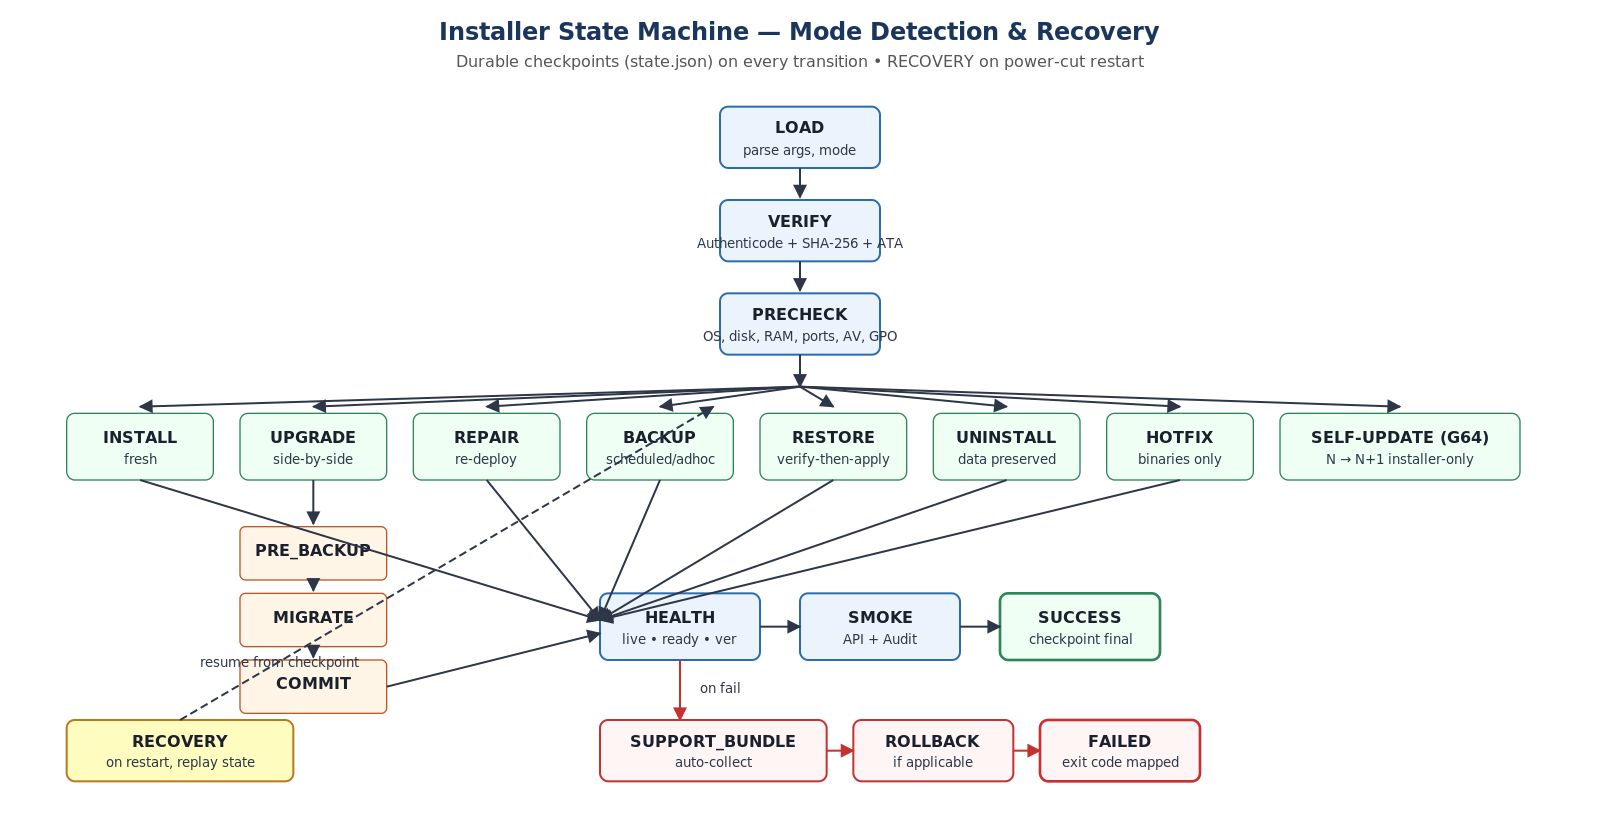 Installer State Machine — Mode Detection & Recovery
Durable checkpoints (state.json) on every transition • RECOVERY on power-cut restart
LOAD
parse args, mode
VERIFY
Authenticode + SHA-256 + ATA
PRECHECK
OS, disk, RAM, ports, AV, GPO
INSTALL
fresh
UPGRADE
side-by-side
REPAIR
re-deploy
BACKUP
scheduled/adhoc
RESTORE
verify-then-apply
UNINSTALL
data preserved
HOTFIX
binaries only
SELF-UPDATE (G64)
N → N+1 installer-only
PRE_BACKUP
MIGRATE
resume from checkpoint
COMMIT
HEALTH
live • ready • ver
SMOKE
API + Audit
SUCCESS
checkpoint final
on fail
RECOVERY
on restart, replay state
SUPPORT_BUNDLE
auto-collect
ROLLBACK
if applicable
FAILED
exit code mapped